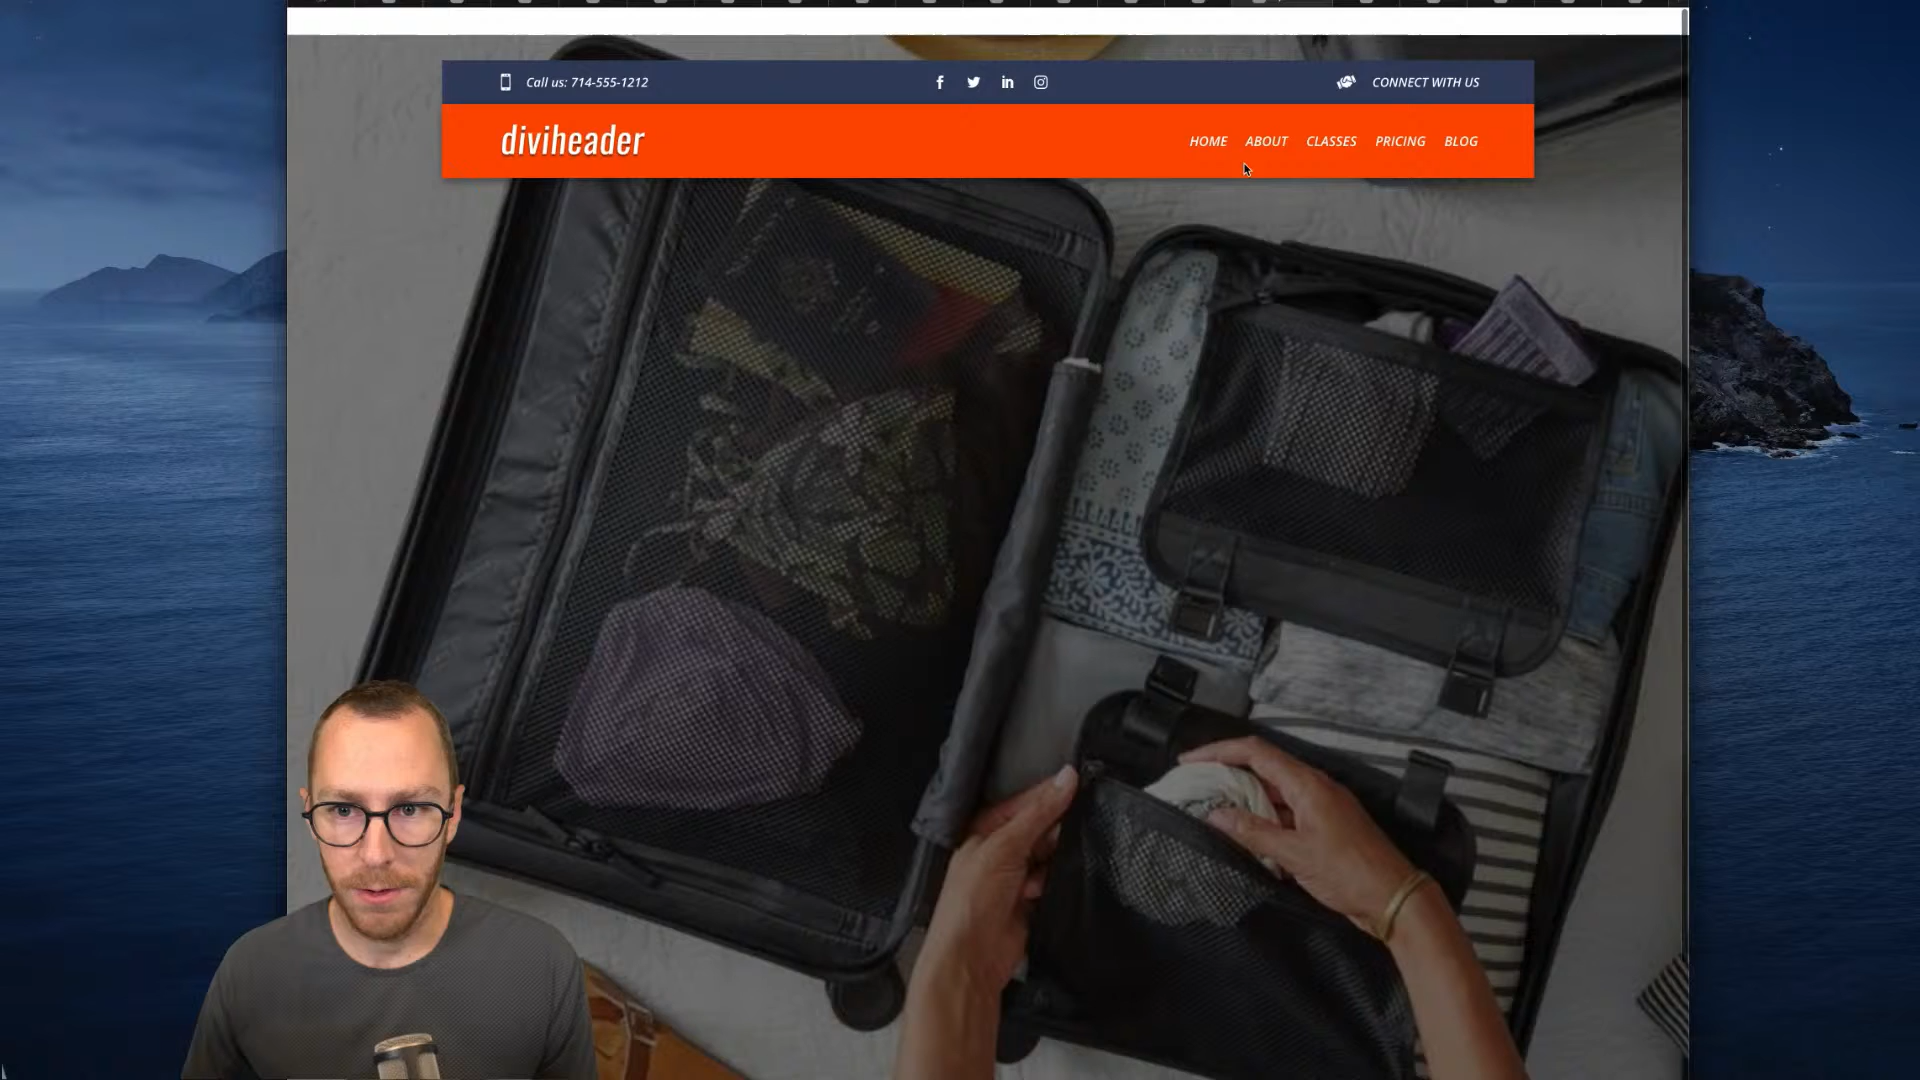 Call us: 714-555-1212
CONNECT WITH US
diviheader
HOME ABOUT CLASSES PRICING BLOG